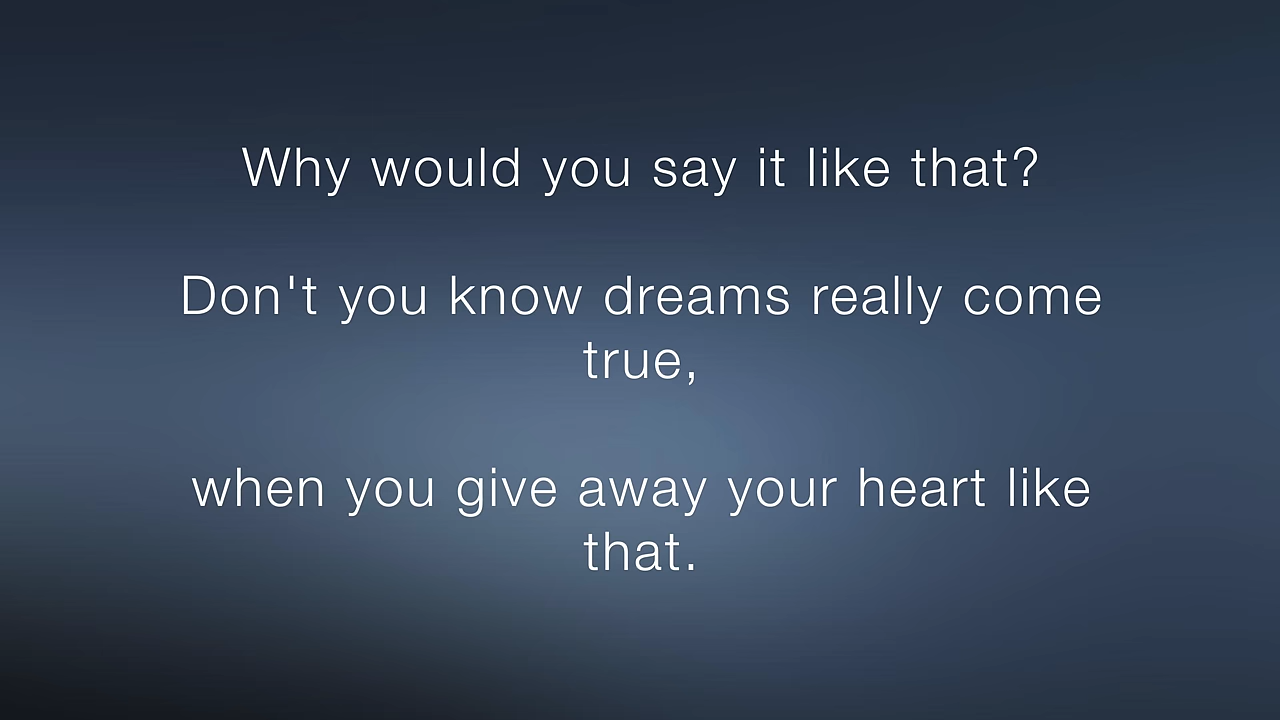 Why would you say it like that?
Don't you know dreams really come
true,
when you give away your heart like
that.